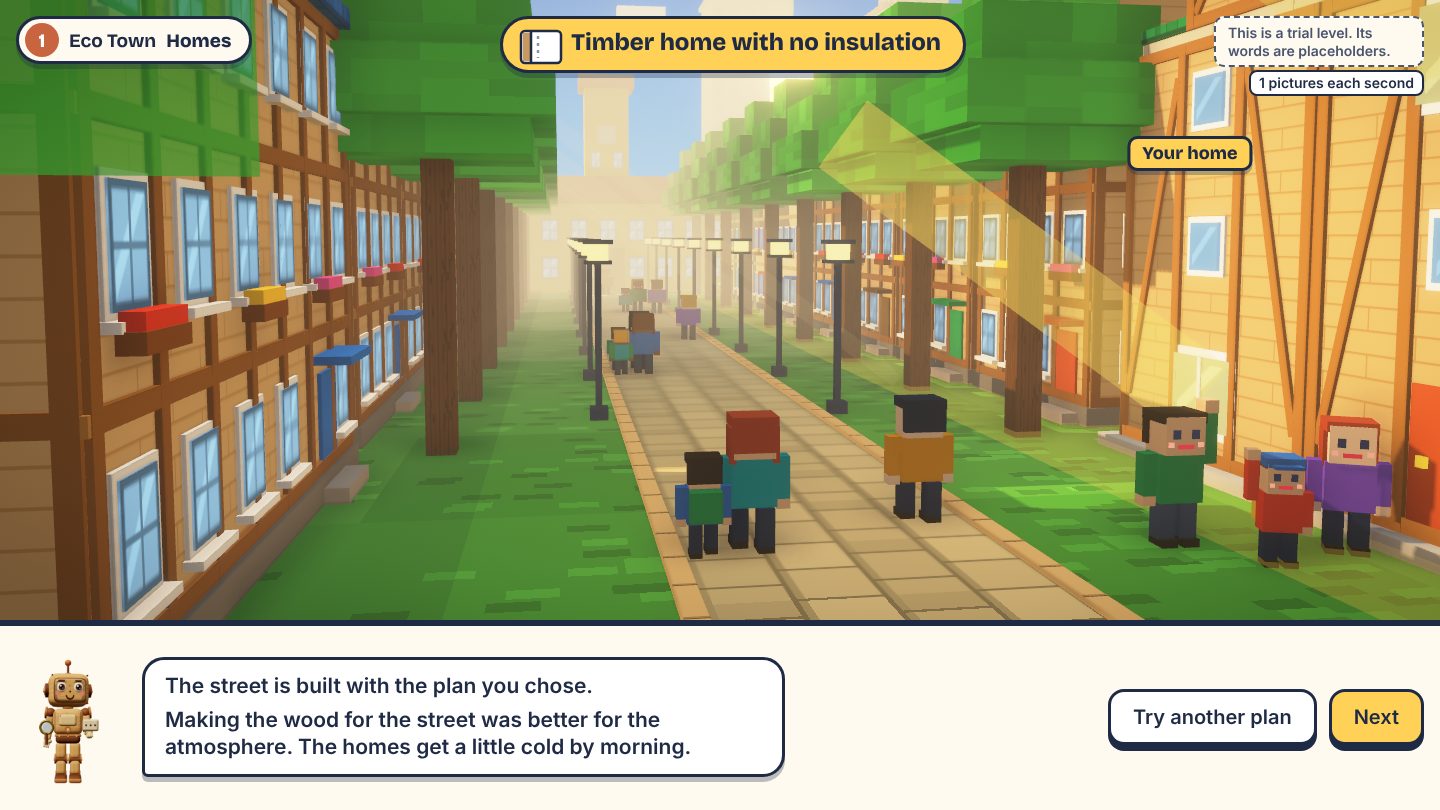 1 Eco Town Homes
Timber home with no insulation
This is a trial level. Its
words are placeholders.
1 pictures each second
Your home
The street is built with the plan you chose.
Making the wood for the street was better for the
atmosphere. The homes get a little cold by morning.
Try another plan
Next